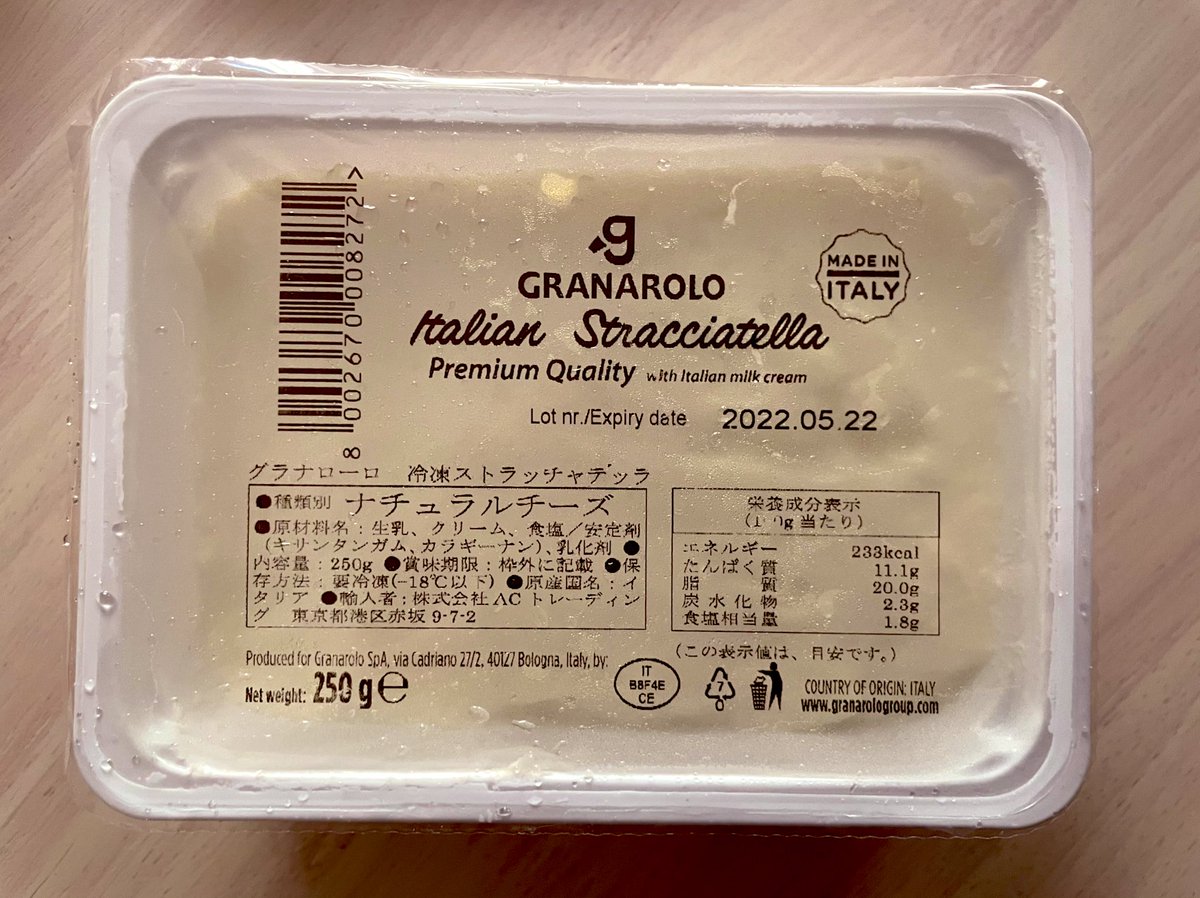 8 002670 008272 >
g
GRANAROLO
MADE IN
ITALY
Italian Stracciatella
Premium Quality with Italian milk cream
Lot nr./Expiry date 2022.05.22
グラナローロ 冷凍ストラッチャテッラ
●種類別 ナチュラルチーズ
●原材料名:生乳、クリーム、食塩/安定剤
(キサンタンガム、カラギーナン)、乳化剤 ●
内容量:250g ●賞味期限:枠外に記載 ●保
存方法:要冷凍(-18℃以下) ●原産国名:イ
タリア ●輸入者:株式会社ACトレーディン
グ 東京都港区赤坂9-7-2
栄養成分表示
(100g当たり)
エネルギー 233kcal
たんぱく質 11.1g
脂質 20.0g
炭水化物 2.3g
食塩相当量 1.8g
(この表示値は、目安です。)
Produced for Granarolo SpA, via Cadriano 27/2, 40127 Bologna, Italy, by:
Net weight: 250 g ℮
IT
B8F4E
CE
7
COUNTRY OF ORIGIN: ITALY
www.granarologroup.com